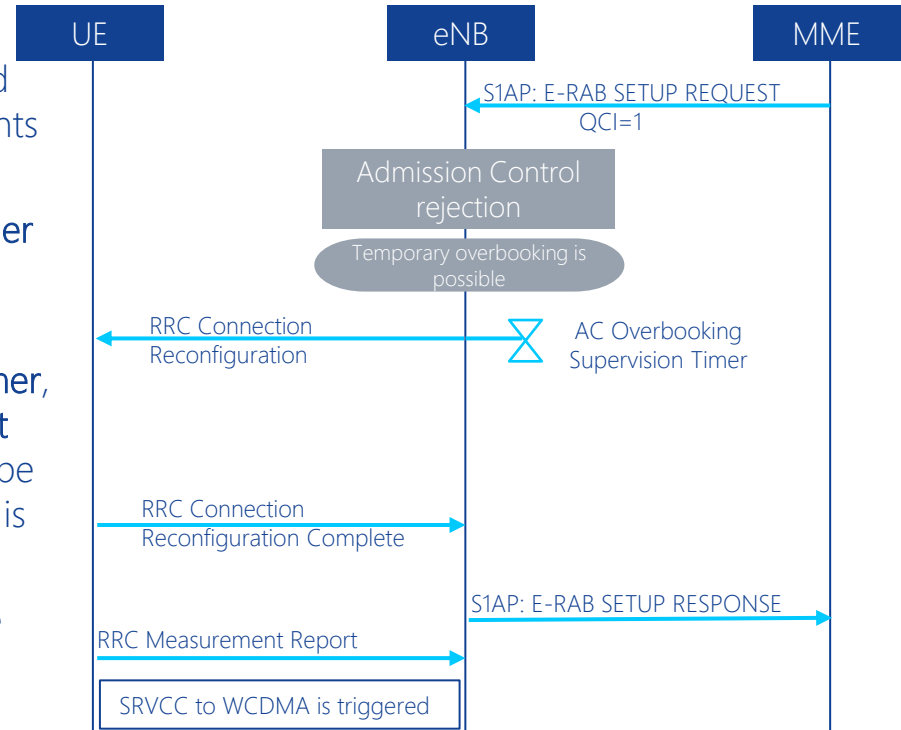 UE
eNB
MME
S1AP: E-RAB SETUP REQUEST
QCI=1
Admission Control
rejection
Temporary overbooking is
possible
RRC Connection
Reconfiguration
AC Overbooking
Supervision Timer
RRC Connection
Reconfiguration Complete
S1AP: E-RAB SETUP RESPONSE
RRC Measurement Report
SRVCC to WCDMA is triggered
is